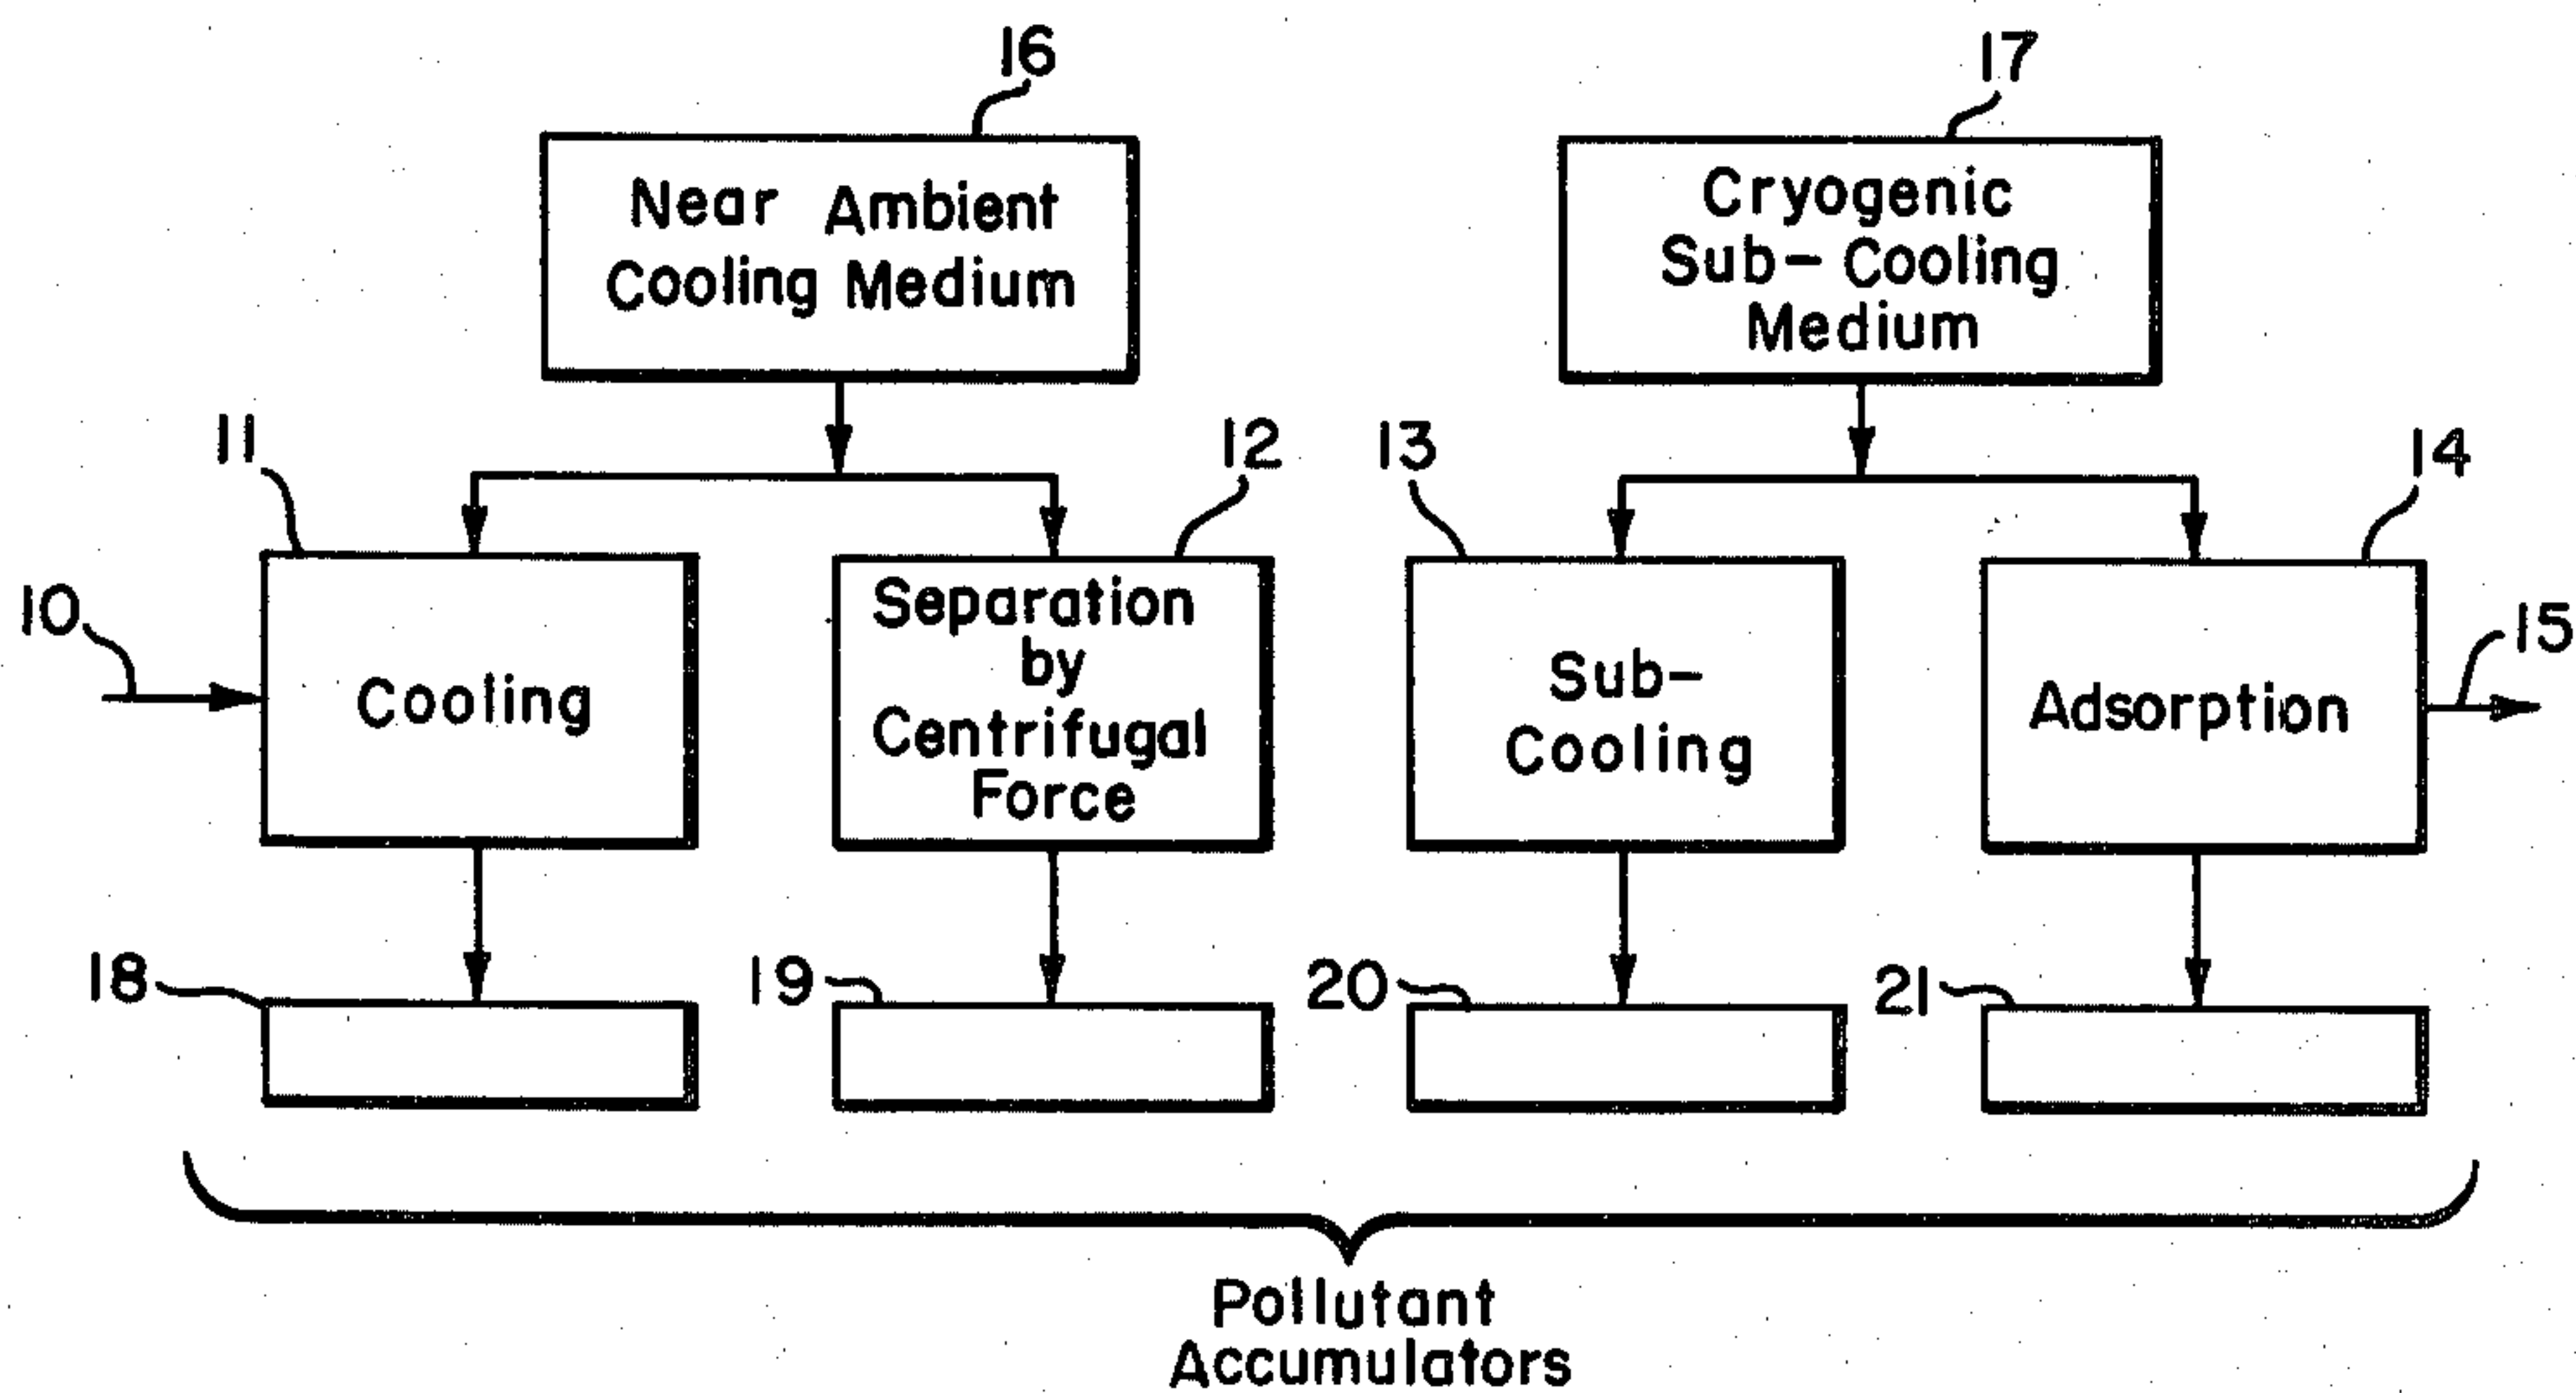 16
17
Near Ambient
Cooling Medium
Cryogenic
Sub-Cooling
Medium
11
12
13
14
10
15
Cooling
Separation
by
Centrifugal
Force
Sub-
Cooling
Adsorption
18
19
20
21
Pollutant
Accumulators